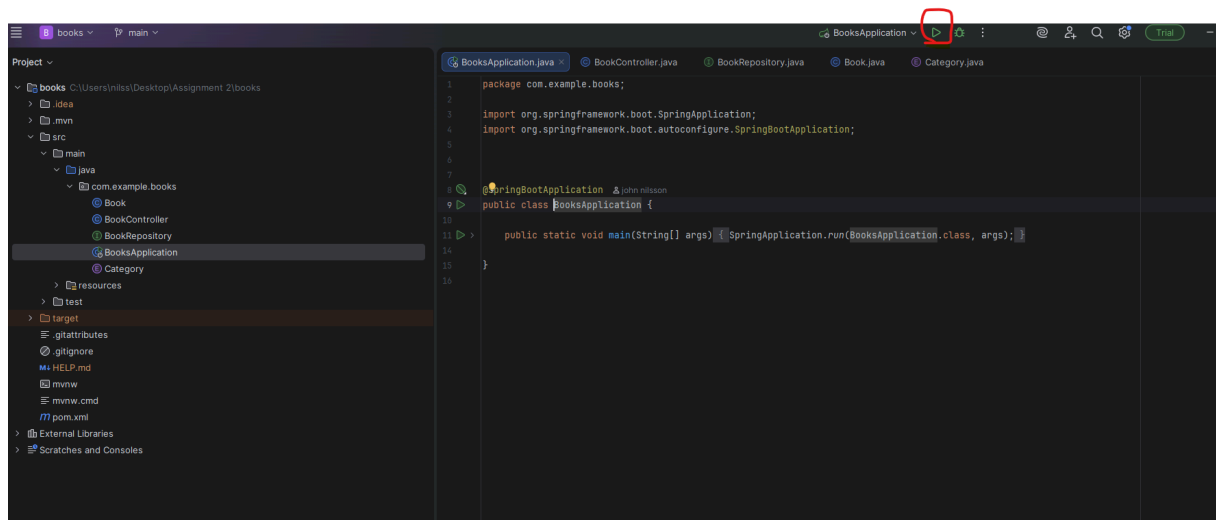 B books main
BooksApplication
Trial
Project
BooksApplication.java
BookController.java
BookRepository.java
Book.java
Category.java
books C:\Users\nilss\Desktop\Assignment 2\books
.idea
.mvn
src
main
java
com.example.books
Book
BookController
BookRepository
BooksApplication
Category
resources
test
target
.gitattributes
.gitignore
M↓ HELP.md
mvnw
mvnw.cmd
m pom.xml
External Libraries
Scratches and Consoles
1 package com.example.books;
2
3 import org.springframework.boot.SpringApplication;
4 import org.springframework.boot.autoconfigure.SpringBootApplication;
5
6
7
8 @SpringBootApplication john nilsson
9 public class BooksApplication {
10
11 public static void main(String[] args) { SpringApplication.run(BooksApplication.class, args); }
14
15 }
16